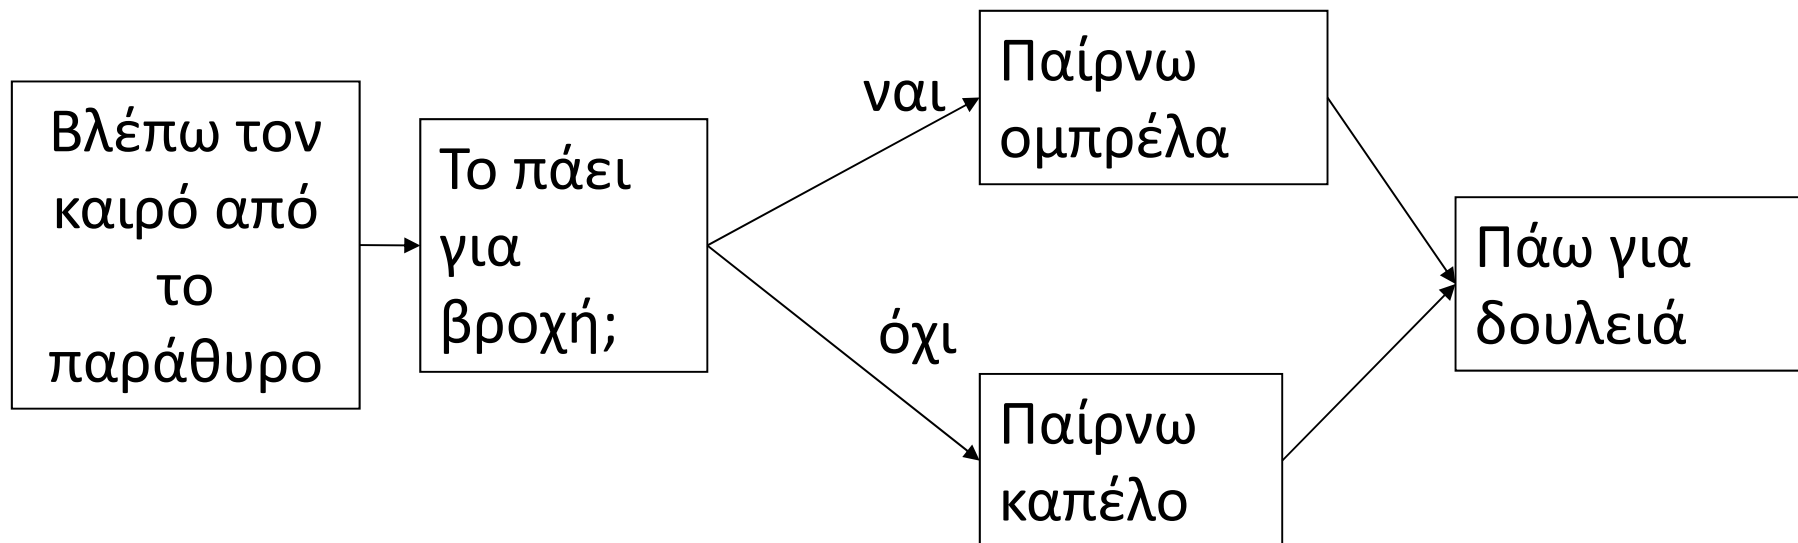 Βλέπω τον
καιρό από
το
παράθυρο
Το πάει
για
βροχή;
ναι
Παίρνω
ομπρέλα
όχι
Παίρνω
καπέλο
Πάω για
δουλειά